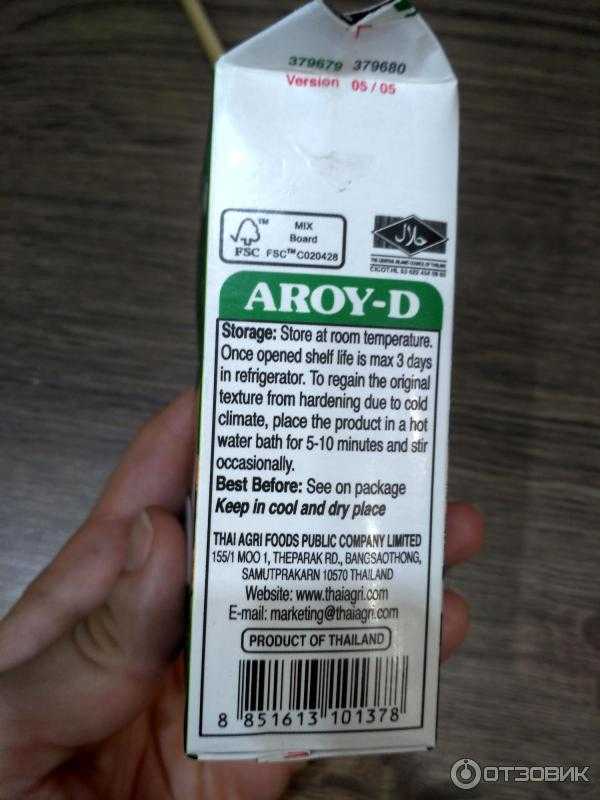 379679 379680
Version 05 / 05
MIX
Board
FSC™ C020428
FSC
TM
حلال
AROY-D
Storage: Store at room temperature.
Once opened shelf life is max 3 days
in refrigerator. To regain the original
texture from hardening due to cold
climate, place the product in a hot
water bath for 5-10 minutes and stir
occasionally.
Best Before: See on package
Keep in cool and dry place
THAI AGRI FOODS PUBLIC COMPANY LIMITED
155/1 MOO 1, THEPARAK RD., BANGSAOTHONG,
SAMUTPRAKARN 10570 THAILAND
Website: www.thaiagri.com
E-mail: marketing@thaiagri.com
PRODUCT OF THAILAND
8 851613 101378
ОТЗОВИК